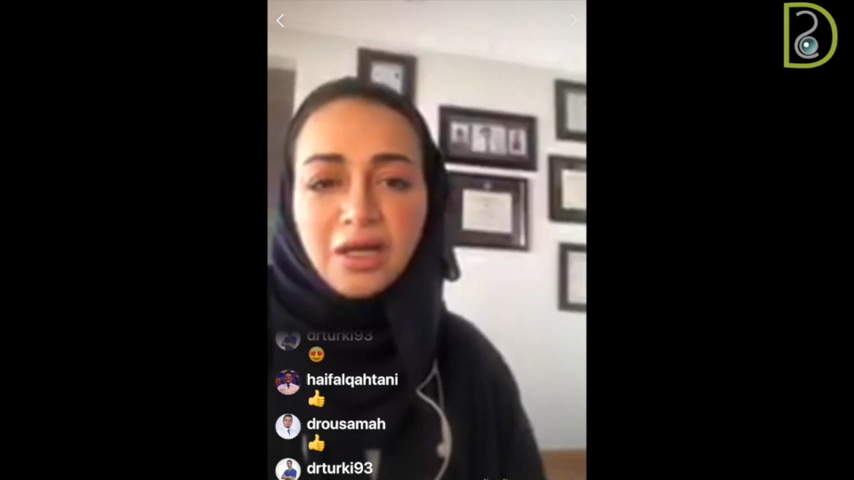 drturki93
😍
haifalqahtani
👍
drousamah
👍
drturki93